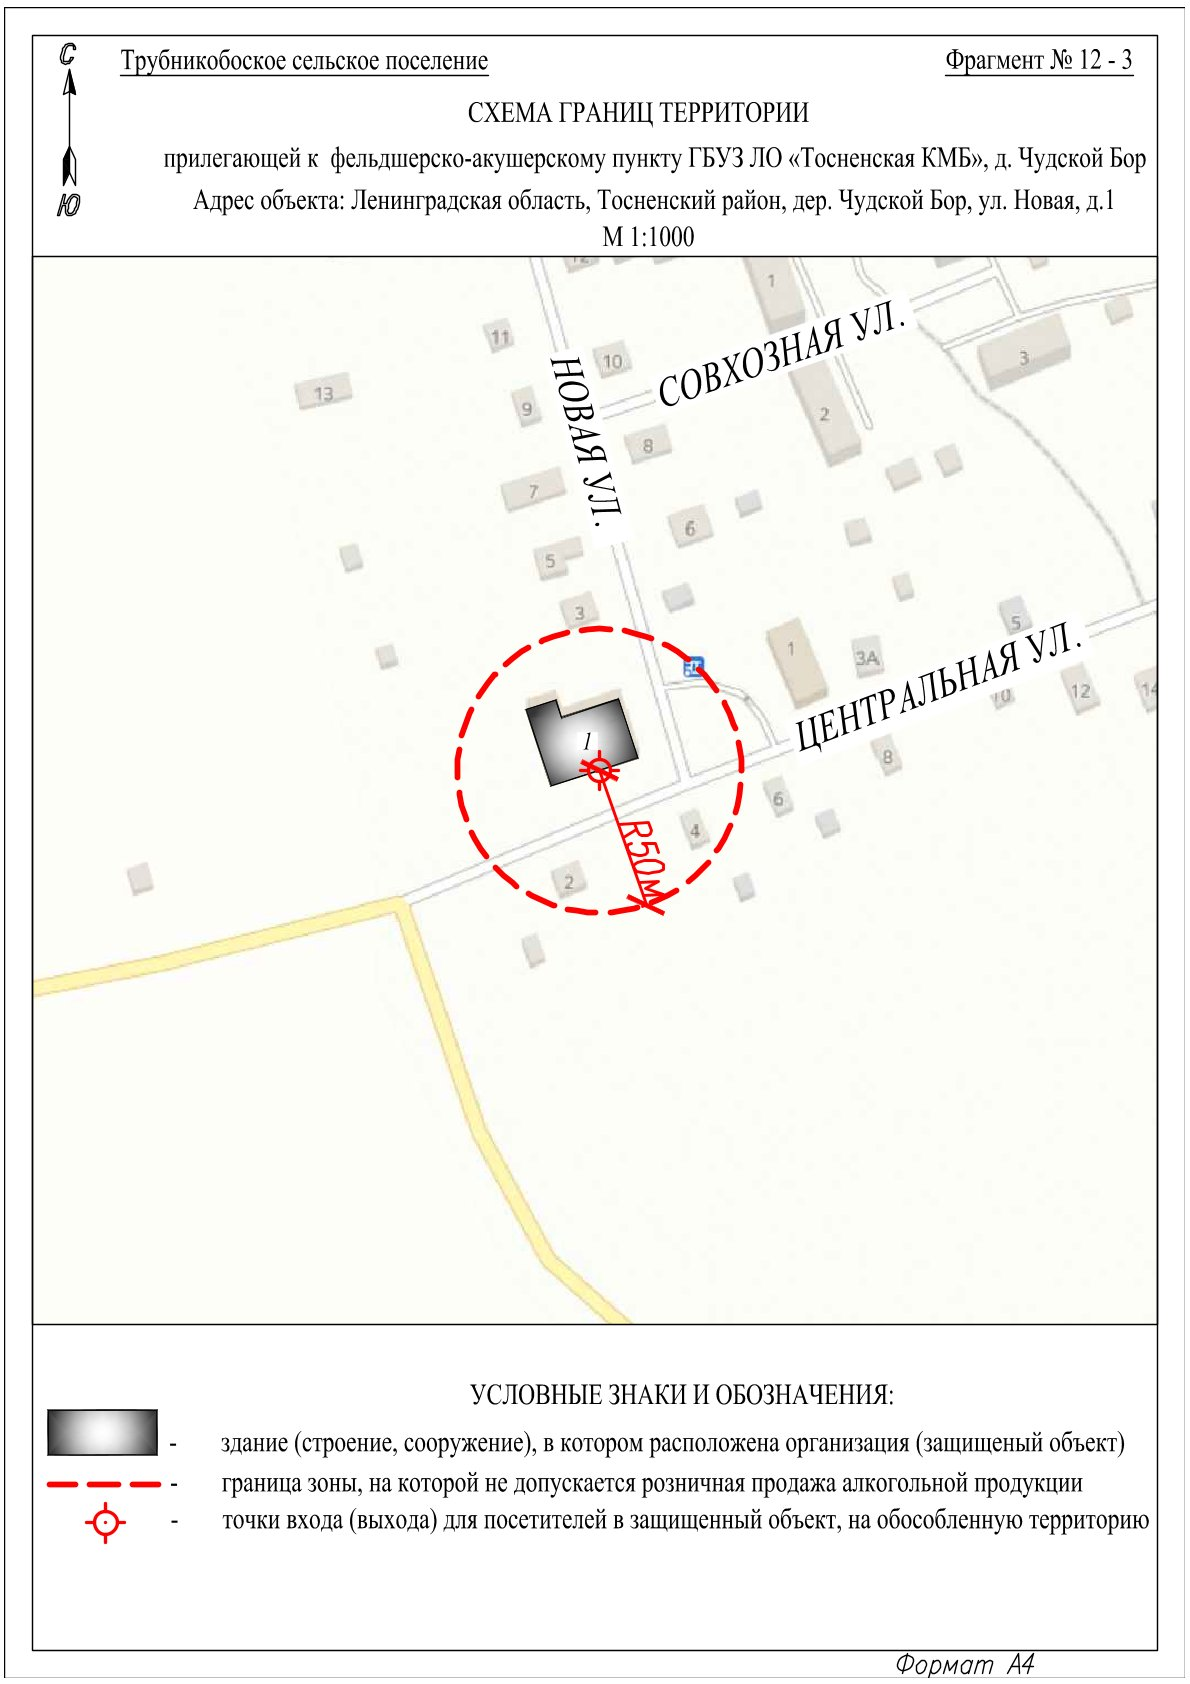 С
Ю
Трубникобоское сельское поселение
Фрагмент № 12 - 3
СХЕМА ГРАНИЦ ТЕРРИТОРИИ
прилегающей к фельдшерско-акушерскому пункту ГБУЗ ЛО «Тосненская КМБ», д. Чудской Бор
Адрес объекта: Ленинградская область, Тосненский район, дер. Чудской Бор, ул. Новая, д.1
М 1:1000
12
1
11
10
13
9
НОВАЯ УЛ.
СОВХОЗНАЯ УЛ.
3
2
8
7
6
5
3
1
3А
5
ЦЕНТРАЛЬНАЯ УЛ.
10
12
14
1
8
6
4
2
R50м
УСЛОВНЫЕ ЗНАКИ И ОБОЗНАЧЕНИЯ:
- здание (строение, сооружение), в котором расположена организация (защищеный объект)
- граница зоны, на которой не допускается розничная продажа алкогольной продукции
- точки входа (выхода) для посетителей в защищенный объект, на обособленную территорию
Формат А4